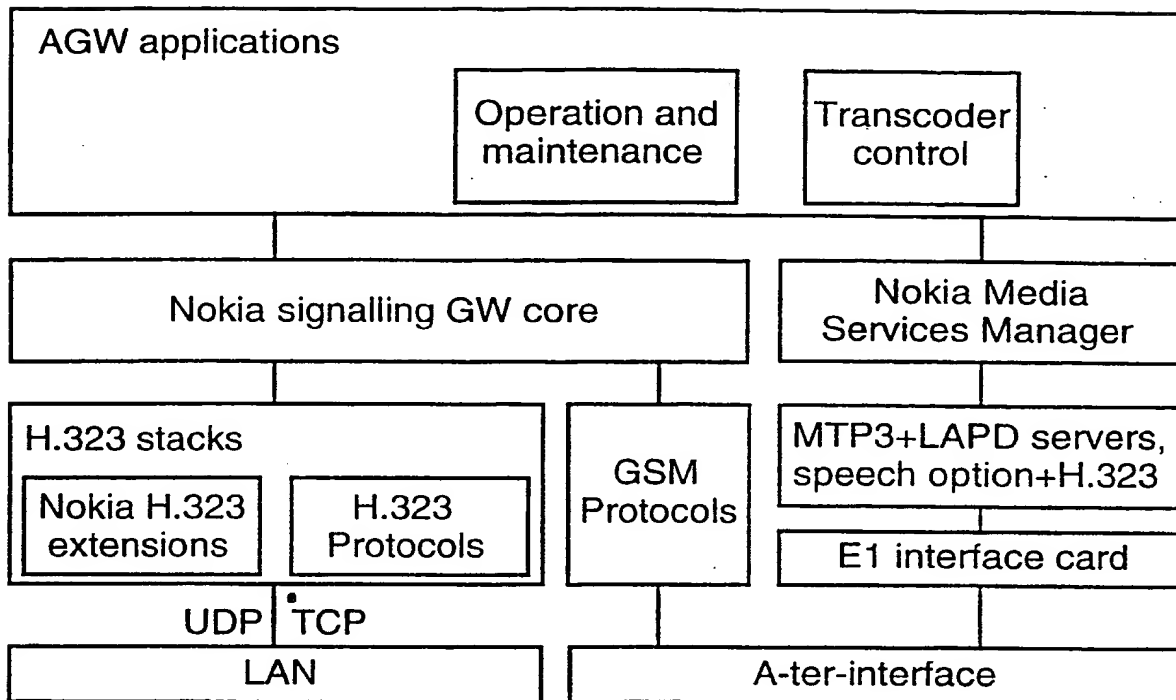 AGW applications
Operation and
maintenance
Transcoder
control
Nokia signalling GW core
Nokia Media
Services Manager
H.323 stacks
Nokia H.323
extensions
H.323
Protocols
GSM
Protocols
MTP3+LAPD servers,
speech option+H.323
E1 interface card
UDP TCP
LAN
A-ter-interface